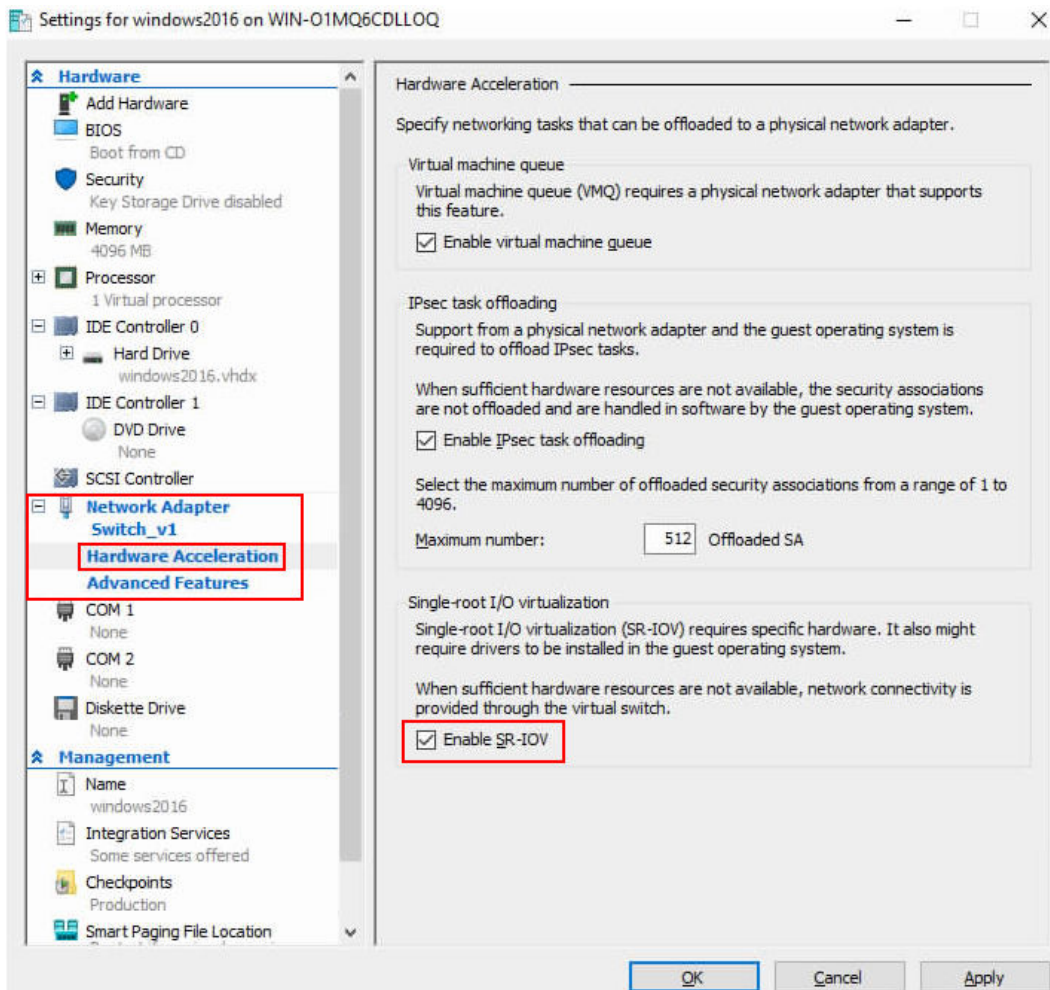 Settings for windows2016 on WIN-O1MQ6CDLLOQ
Hardware
Add Hardware
BIOS
Boot from CD
Security
Key Storage Drive disabled
Memory
4096 MB
Processor
1 Virtual processor
IDE Controller 0
Hard Drive
windows2016.vhdx
IDE Controller 1
DVD Drive
None
SCSI Controller
Network Adapter
Switch_v1
Hardware Acceleration
Advanced Features
COM 1
None
COM 2
None
Diskette Drive
None
Management
Name
windows2016
Integration Services
Some services offered
Checkpoints
Production
Smart Paging File Location
Hardware Acceleration
Specify networking tasks that can be offloaded to a physical network adapter.
Virtual machine queue
Virtual machine queue (VMQ) requires a physical network adapter that supports
this feature.
Enable virtual machine queue
IPsec task offloading
Support from a physical network adapter and the guest operating system is
required to offload IPsec tasks.
When sufficient hardware resources are not available, the security associations
are not offloaded and are handled in software by the guest operating system.
Enable IPsec task offloading
Select the maximum number of offloaded security associations from a range of 1 to
4096.
Maximum number: 512 Offloaded SA
Single-root I/O virtualization
Single-root I/O virtualization (SR-IOV) requires specific hardware. It also might
require drivers to be installed in the guest operating system.
When sufficient hardware resources are not available, network connectivity is
provided through the virtual switch.
Enable SR-IOV
OK Cancel Apply